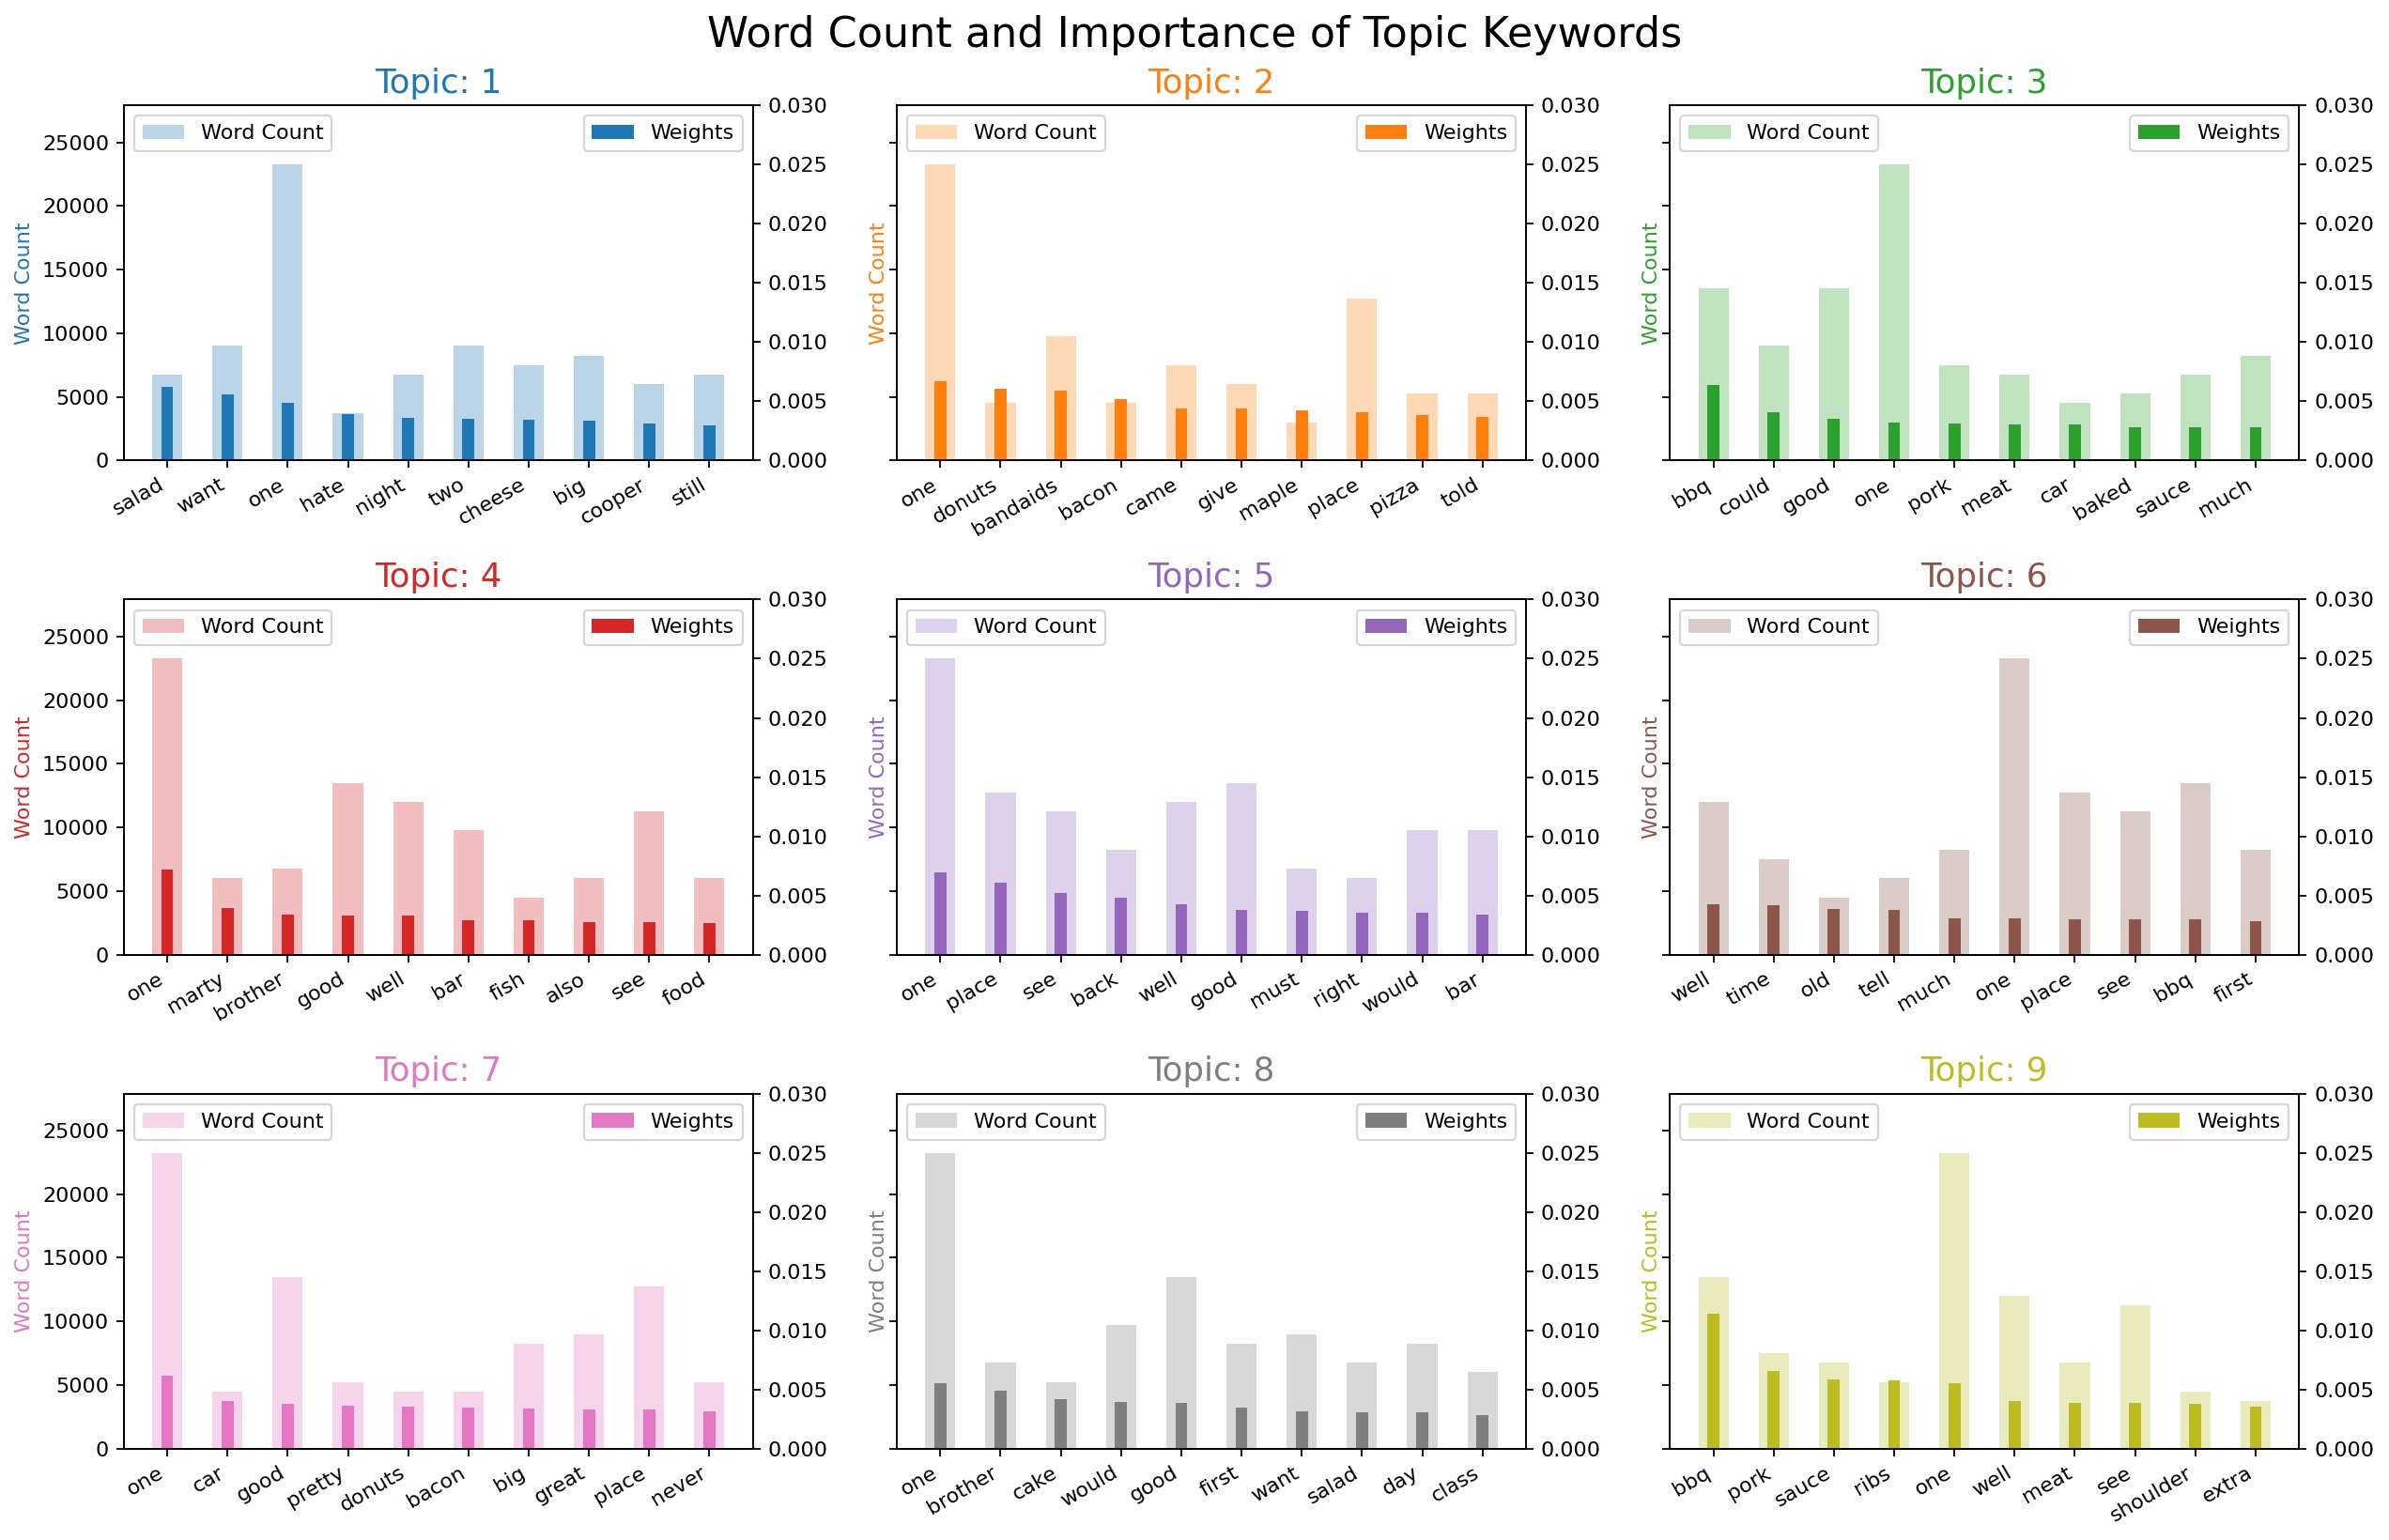 Word Count and Importance of Topic Keywords
Topic: 1
Topic: 2
Topic: 3
Word Count
Weights
Word Count
Weights
Word Count
Weights
25000
20000
15000
10000
5000
0
Word Count
0.030
0.025
0.020
0.015
0.010
0.005
0.000
salad want one hate night two cheese big cooper still
Word Count
0.030
0.025
0.020
0.015
0.010
0.005
0.000
one donuts bandaids bacon came give maple place pizza told
Word Count
0.030
0.025
0.020
0.015
0.010
0.005
0.000
bbq could good one pork meat car baked sauce much
Topic: 4
Topic: 5
Topic: 6
Word Count
Weights
Word Count
Weights
Word Count
Weights
25000
20000
15000
10000
5000
0
Word Count
0.030
0.025
0.020
0.015
0.010
0.005
0.000
one marty brother good well bar fish also see food
Word Count
0.030
0.025
0.020
0.015
0.010
0.005
0.000
one place see back well good must right would bar
Word Count
0.030
0.025
0.020
0.015
0.010
0.005
0.000
well time old tell much one place see bbq first
Topic: 7
Topic: 8
Topic: 9
Word Count
Weights
Word Count
Weights
Word Count
Weights
25000
20000
15000
10000
5000
0
Word Count
0.030
0.025
0.020
0.015
0.010
0.005
0.000
one car good pretty donuts bacon big great place never
Word Count
0.030
0.025
0.020
0.015
0.010
0.005
0.000
one brother cake would good first want salad day class
Word Count
0.030
0.025
0.020
0.015
0.010
0.005
0.000
bbq pork sauce ribs one well meat see shoulder extra